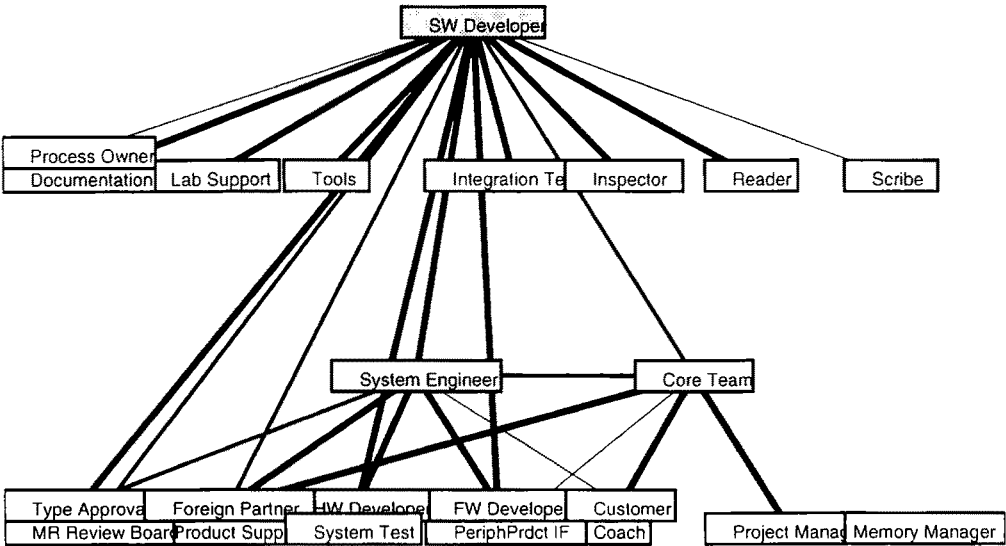 SW Developer
Process Owner
Documentation
Lab Support
Tools
Integration Te
Inspector
Reader
Scribe
System Engineer
Core Team
Type Approva
Foreign Partner
HW Developer
FW Develope
Customer
MR Review Board
Product Supp
System Test
PeriphPrdct IF
Coach
Project Manag
Memory Manager